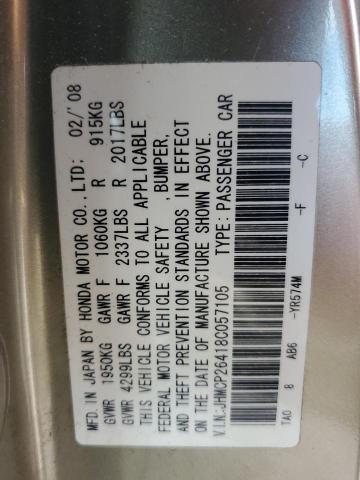 MFD. IN JAPAN BY HONDA MOTOR CO., LTD: 02/'08
GVWR 1950KG GAWR F 1060KG R 915KG
GVWR 4299LBS GAWR F 2337LBS R 2017LBS
THIS VEHICLE CONFORMS TO ALL APPLICABLE
FEDERAL MOTOR VEHICLE SAFETY ,BUMPER,
AND THEFT PREVENTION STANDARDS IN EFFECT
ON THE DATE OF MANUFACTURE SHOWN ABOVE.
V.I.N:JHMCP26418C057105 TYPE: PASSENGER CAR
-YR574M -F -C
TA0 8 AB6